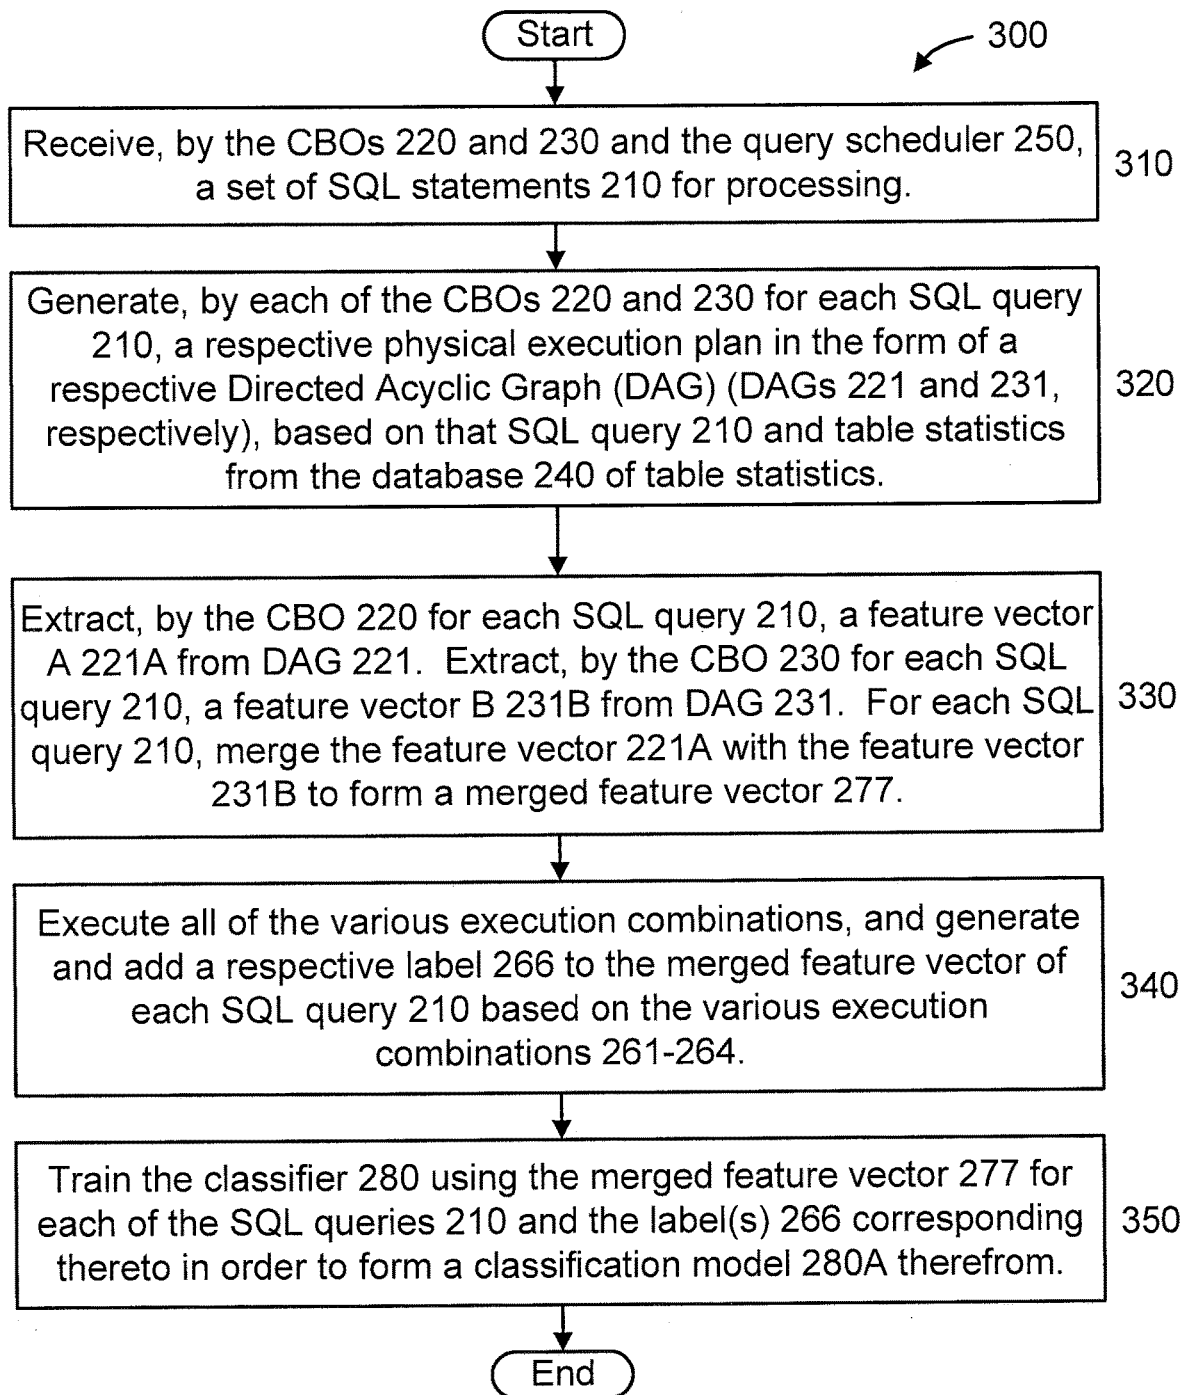 Start
300
Receive, by the CBOs 220 and 230 and the query scheduler 250,
a set of SQL statements 210 for processing.
310
Generate, by each of the CBOs 220 and 230 for each SQL query
210, a respective physical execution plan in the form of a
respective Directed Acyclic Graph (DAG) (DAGs 221 and 231,
respectively), based on that SQL query 210 and table statistics
from the database 240 of table statistics.
320
Extract, by the CBO 220 for each SQL query 210, a feature vector
A 221A from DAG 221. Extract, by the CBO 230 for each SQL
query 210, a feature vector B 231B from DAG 231. For each SQL
query 210, merge the feature vector 221A with the feature vector
231B to form a merged feature vector 277.
330
Execute all of the various execution combinations, and generate
and add a respective label 266 to the merged feature vector of
each SQL query 210 based on the various execution
combinations 261-264.
340
Train the classifier 280 using the merged feature vector 277 for
each of the SQL queries 210 and the label(s) 266 corresponding
thereto in order to form a classification model 280A therefrom.
350
End